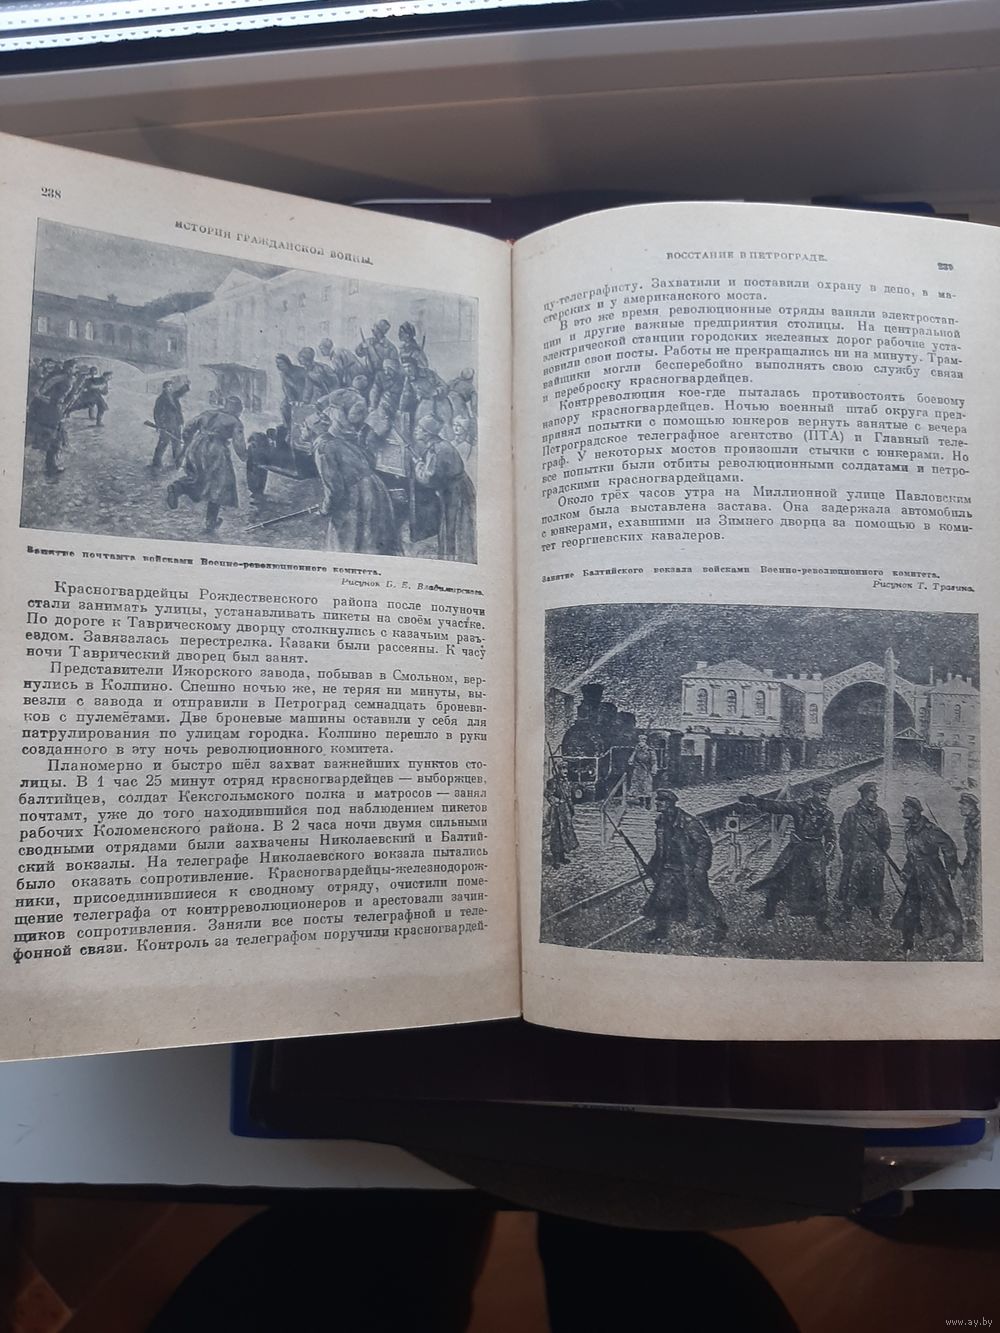 238
ИСТОРИЯ ГРАЖДАНСКОЙ ВОЙНЫ.
Занятие почтамта войсками Военно-революционного комитета.
Рисунок Б. Е. Владимирского.
Красногвардейцы Рождественского района после полуночи
стали занимать улицы, устанавливать пикеты на своём участке.
По дороге к Таврическому дворцу столкнулись с казачьим разъ-
ездом. Завязалась перестрелка. Казаки были рассеяны. К часу
ночи Таврический дворец был занят.
Представители Ижорского завода, побывав в Смольном, вер-
нулись в Колпино. Спешно ночью же, не теряя ни минуты, вы-
везли с завода и отправили в Петроград семнадцать броневи-
ков с пулемётами. Две броневые машины оставили у себя для
патрулирования по улицам городка. Колпино перешло в руки
созданного в эту ночь революционного комитета.
Планомерно и быстро шёл захват важнейших пунктов сто-
лицы. В 1 час 25 минут отряд красногвардейцев — выборжцев,
балтийцев, солдат Кексгольмского полка и матросов — занял
почтамт, уже до того находившийся под наблюдением пикетов
рабочих Коломенского района. В 2 часа ночи двумя сильными
сводными отрядами были захвачены Николаевский и Балтий-
ский вокзалы. На телеграфе Николаевского вокзала пытались
было оказать сопротивление. Красногвардейцы-железнодорож-
ники, присоединившиеся к сводному отряду, очистили поме-
щение телеграфа от контрреволюционеров и арестовали зачин-
щиков сопротивления. Заняли все посты телеграфной и теле-
фонной связи. Контроль за телеграфом поручили красногвардей-
ВОССТАНИЕ В ПЕТРОГРАДЕ.
239
цу-телеграфисту. Захватили и поставили охрану в депо, в ма-
стерских и у американского моста.
В это же время революционные отряды заняли электростан-
ции и другие важные предприятия столицы. На центральной
электрической станции городских железных дорог рабочие уста-
новили свои посты. Работы не прекращались ни на минуту. Трам-
вайщики могли бесперебойно выполнять свою службу связи
и переброску красногвардейцев.
Контрреволюция кое-где пыталась противостоять боевому
напору красногвардейцев. Ночью военный штаб округа пред-
принял попытки с помощью юнкеров вернуть занятые с вечера
Петроградское телеграфное агентство (ПТА) и Главный теле-
граф. У некоторых мостов произошли стычки с юнкерами. Но
все попытки были отбиты революционными солдатами и петро-
градскими красногвардейцами.
Около трёх часов утра на Миллионной улице Павловским
полком была выставлена застава. Она задержала автомобиль
с юнкерами, ехавшими из Зимнего дворца за помощью в коми-
тет георгиевских кавалеров.
Занятие Балтийского вокзала войсками Военно-революционного комитета.
Рисунок Г. Травина.
www.ay.by